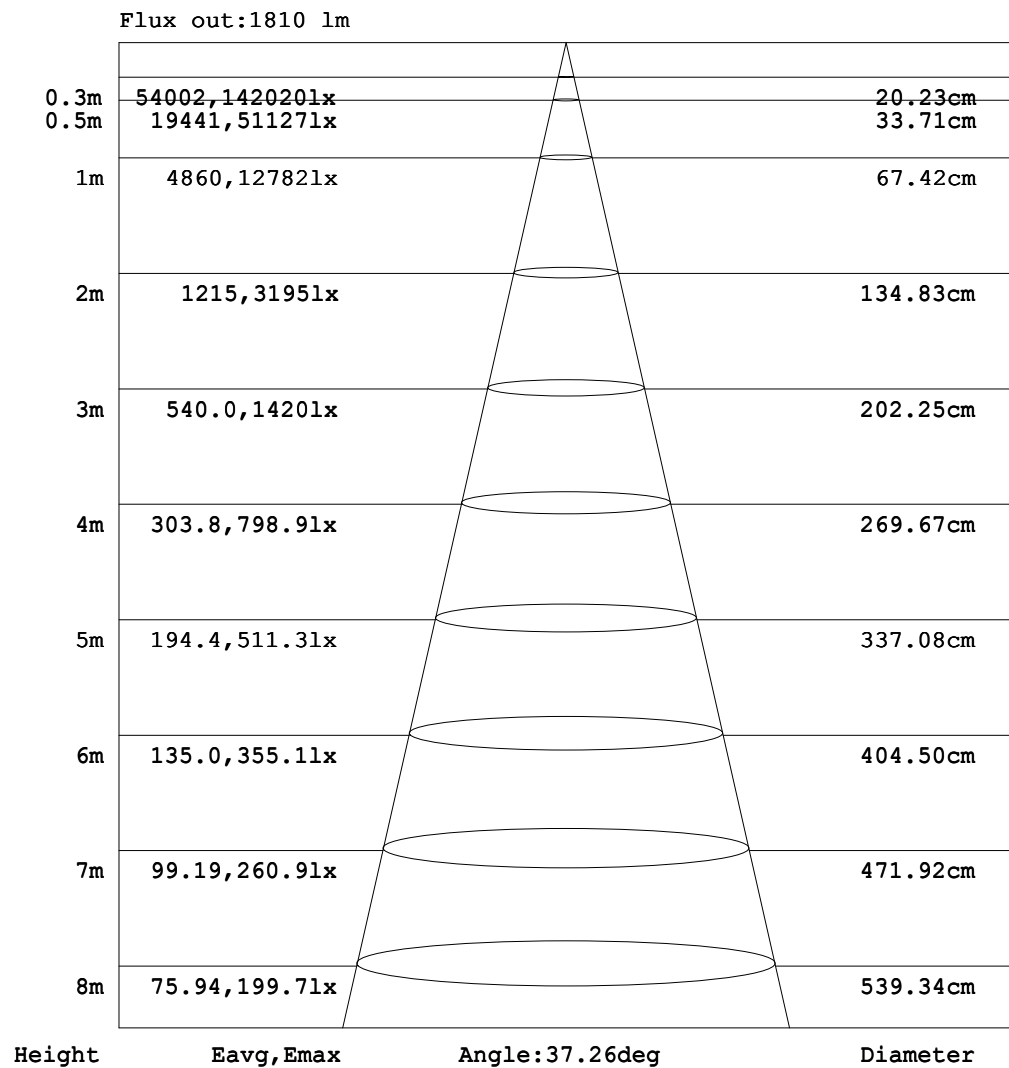 Flux out:1810 lm
0.3m 54002,142020lx 20.23cm
0.5m 19441,51127lx 33.71cm
1m 4860,12782lx 67.42cm
2m 1215,3195lx 134.83cm
3m 540.0,1420lx 202.25cm
4m 303.8,798.9lx 269.67cm
5m 194.4,511.3lx 337.08cm
6m 135.0,355.1lx 404.50cm
7m 99.19,260.9lx 471.92cm
8m 75.94,199.7lx 539.34cm
Height Eavg,Emax Angle:37.26deg Diameter